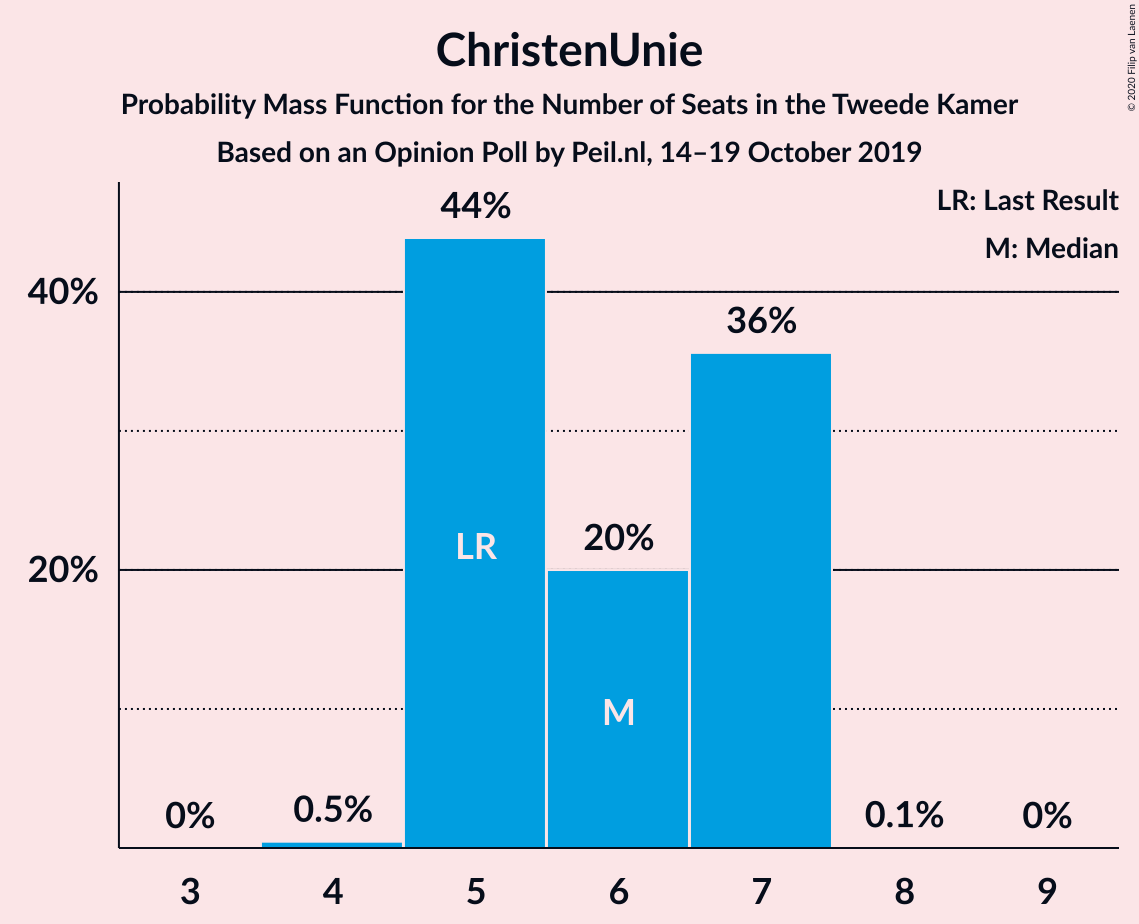 ChristenUnie
Probability Mass Function for the Number of Seats in the Tweede Kamer
Based on an Opinion Poll by Peil.nl, 14–19 October 2019
© 2020 Filip van Laenen
LR: Last Result
M: Median
44%
40%
36%
20%
20%
LR
M
0%
0.5%
0.1%
0%
3 4 5 6 7 8 9